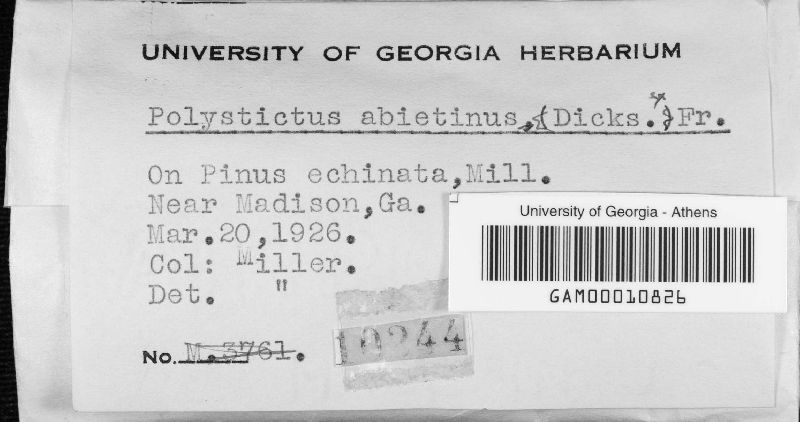 UNIVERSITY OF GEORGIA HERBARIUM
Polystictus abietinus,(Dicks.)Fr.
On Pinus echinata,Mill.
Near Madison,Ga.
Mar.20,1926.
Col: Miller.
Det. "
No. M.3761.
10244
University of Georgia - Athens
GAM00010826